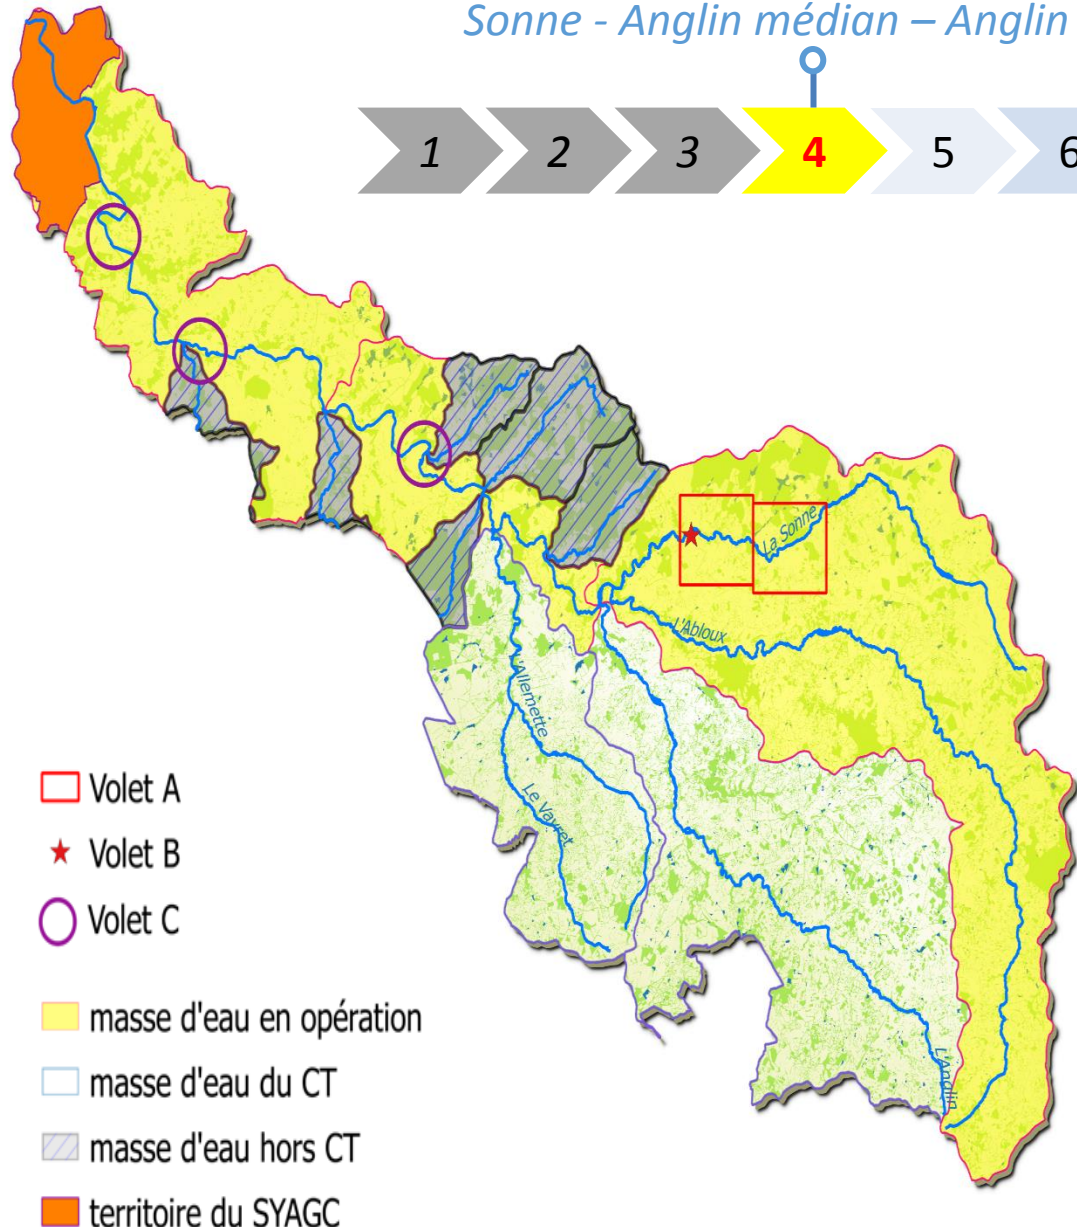 Sonne - Anglin médian – Anglin
1 2 3 4 5 6
La Sonne
L'Abloux
L'Allemette
Le Vavret
L'Anglin
Volet A
Volet B
Volet C
masse d'eau en opération
masse d'eau du CT
masse d'eau hors CT
territoire du SYAGC